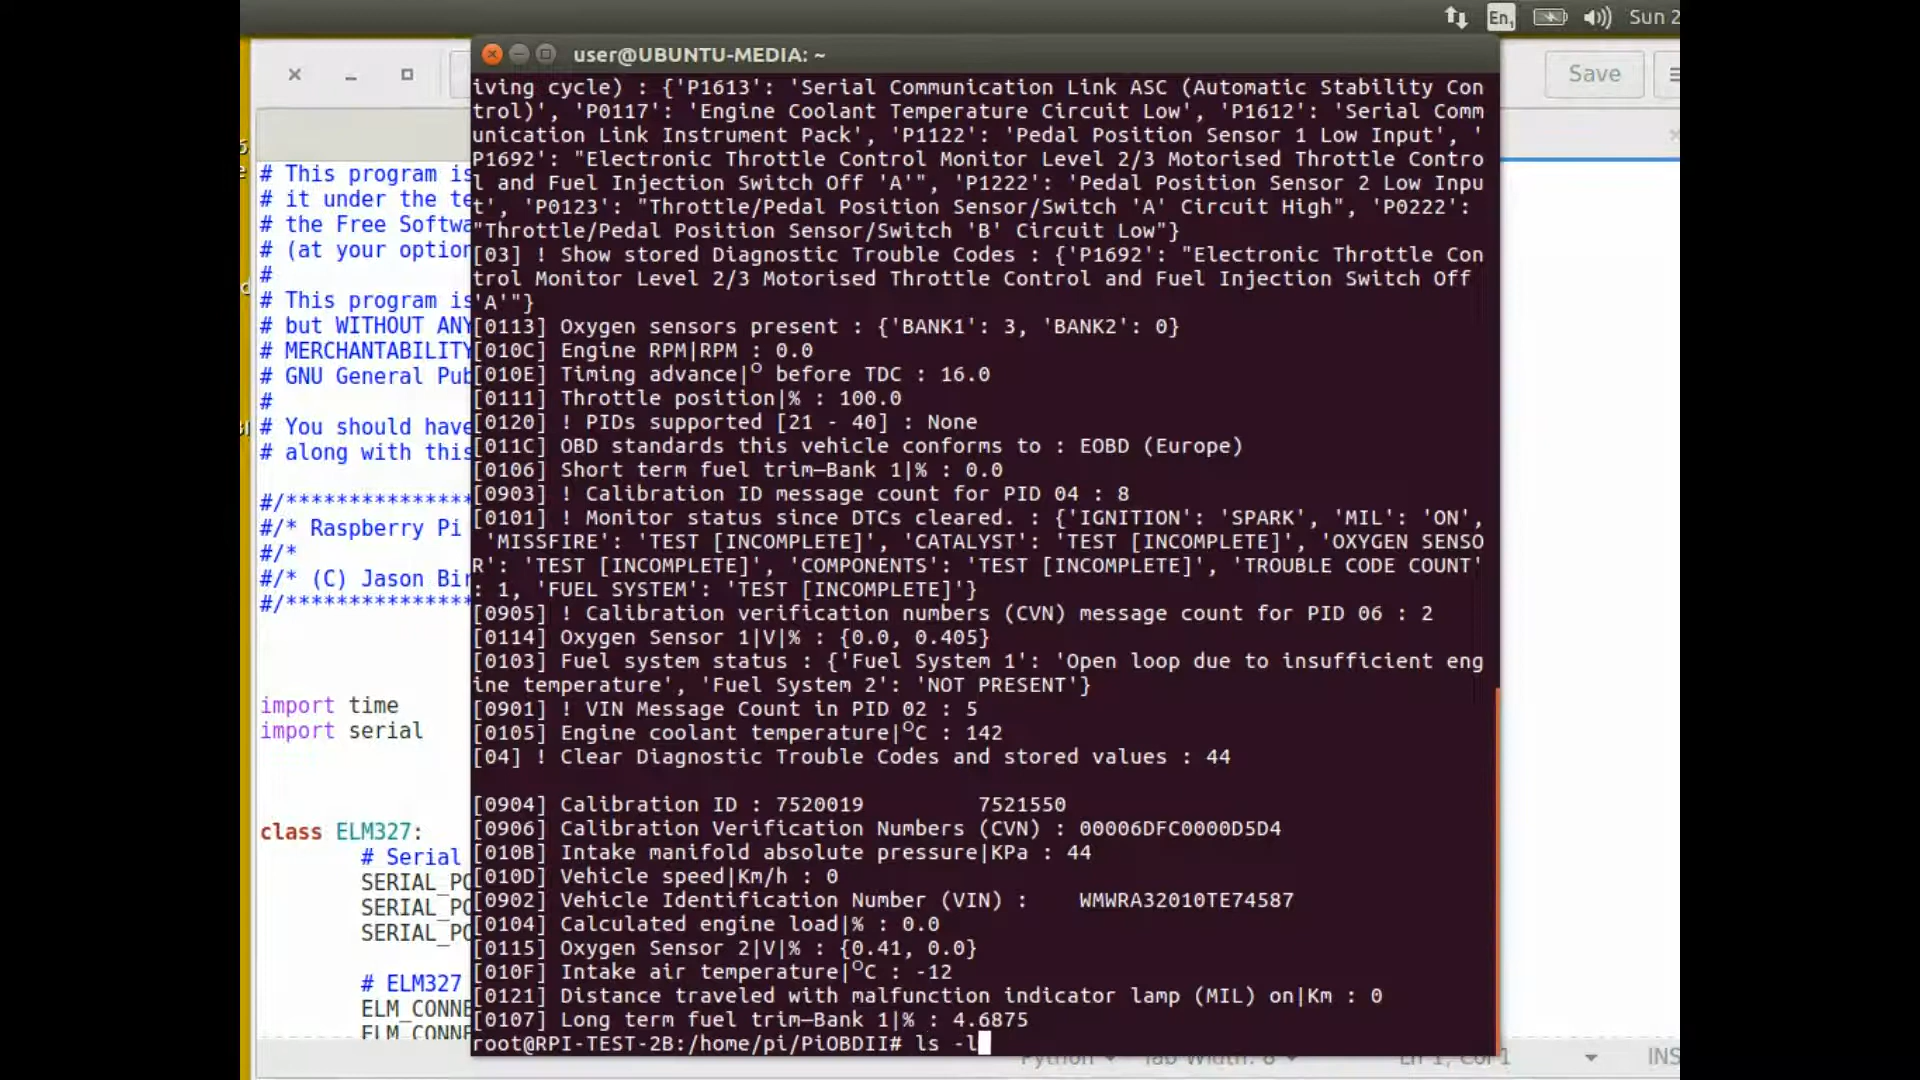 En
Sun 2
user@UBUNTU-MEDIA: ~
Save
iving cycle) : {'P1613': 'Serial Communication Link ASC (Automatic Stability Con
trol)', 'P0117': 'Engine Coolant Temperature Circuit Low', 'P1612': 'Serial Comm
unication Link Instrument Pack', 'P1122': 'Pedal Position Sensor 1 Low Input', '
P1692': "Electronic Throttle Control Monitor Level 2/3 Motorised Throttle Contro
l and Fuel Injection Switch Off 'A'", 'P1222': 'Pedal Position Sensor 2 Low Inpu
t', 'P0123': "Throttle/Pedal Position Sensor/Switch 'A' Circuit High", 'P0222':
"Throttle/Pedal Position Sensor/Switch 'B' Circuit Low"}
[03] ! Show stored Diagnostic Trouble Codes : {'P1692': "Electronic Throttle Con
trol Monitor Level 2/3 Motorised Throttle Control and Fuel Injection Switch Off
'A'"}
[0113] Oxygen sensors present : {'BANK1': 3, 'BANK2': 0}
[010C] Engine RPM|RPM : 0.0
[010E] Timing advance|° before TDC : 16.0
[0111] Throttle position|% : 100.0
[0120] ! PIDs supported [21 - 40] : None
[011C] OBD standards this vehicle conforms to : EOBD (Europe)
[0106] Short term fuel trim—Bank 1|% : 0.0
[0903] ! Calibration ID message count for PID 04 : 8
[0101] ! Monitor status since DTCs cleared. : {'IGNITION': 'SPARK', 'MIL': 'ON',
'MISSFIRE': 'TEST [INCOMPLETE]', 'CATALYST': 'TEST [INCOMPLETE]', 'OXYGEN SENSO
R': 'TEST [INCOMPLETE]', 'COMPONENTS': 'TEST [INCOMPLETE]', 'TROUBLE CODE COUNT'
: 1, 'FUEL SYSTEM': 'TEST [INCOMPLETE]'}
[0905] ! Calibration verification numbers (CVN) message count for PID 06 : 2
[0114] Oxygen Sensor 1|V|% : {0.0, 0.405}
[0103] Fuel system status : {'Fuel System 1': 'Open loop due to insufficient eng
ine temperature', 'Fuel System 2': 'NOT PRESENT'}
[0901] ! VIN Message Count in PID 02 : 5
[0105] Engine coolant temperature|°C : 142
[04] ! Clear Diagnostic Trouble Codes and stored values : 44
[0904] Calibration ID : 7520019 7521550
[0906] Calibration Verification Numbers (CVN) : 00006DFC0000D5D4
[010B] Intake manifold absolute pressure|KPa : 44
[010D] Vehicle speed|Km/h : 0
[0902] Vehicle Identification Number (VIN) : WMWRA32010TE74587
[0104] Calculated engine load|% : 0.0
[0115] Oxygen Sensor 2|V|% : {0.41, 0.0}
[010F] Intake air temperature|°C : -12
[0121] Distance traveled with malfunction indicator lamp (MIL) on|Km : 0
[0107] Long term fuel trim—Bank 1|% : 4.6875
root@RPI-TEST-2B:/home/pi/PiOBDII# ls -l
# This program is
# it under the te
# the Free Softwa
# (at your option
#
# This program is
# but WITHOUT ANY
# MERCHANTABILITY
# GNU General Pub
#
# You should have
# along with this
#/***************
#/* Raspberry Pi
#/*
#/* (C) Jason Bir
#/***************
import time
import serial
class ELM327:
# Serial
SERIAL_PO
SERIAL_PO
SERIAL_PO
# ELM327
ELM_CONNE
ELM_CONNE
Python Tab Width: 8 Ln 1, Col 1 INS